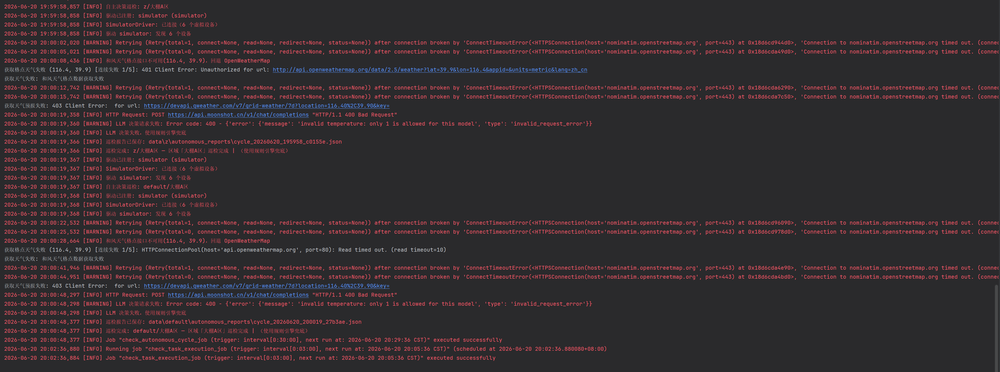 2026-06-20 19:59:58,857 [INFO] 自主决策巡检: z/大棚A区
2026-06-20 19:59:58,858 [INFO] 驱动已注册: simulator (simulator)
2026-06-20 19:59:58,858 [INFO] SimulatorDriver: 已连接（6 个虚拟设备）
2026-06-20 19:59:58,858 [INFO] 驱动 simulator: 发现 6 个设备
2026-06-20 20:00:02,020 [WARNING] Retrying (Retry(total=1, connect=None, read=None, redirect=None, status=None)) after connection broken by 'ConnectTimeoutError(<HTTPSConnection(host='nominatim.openstreetmap.org', port=443) at 0x18d6cd944d0>, 'Connection to nominatim.openstreetmap.org timed out. (connec
2026-06-20 20:00:05,021 [WARNING] Retrying (Retry(total=0, connect=None, read=None, redirect=None, status=None)) after connection broken by 'ConnectTimeoutError(<HTTPSConnection(host='nominatim.openstreetmap.org', port=443) at 0x18d6cda49d0>, 'Connection to nominatim.openstreetmap.org timed out. (connec
2026-06-20 20:00:08,436 [INFO] 和风天气格点接口不可用(116.4, 39.9)，回退 OpenWeatherMap
获取格点天气失败 (116.4, 39.9) [连续失败 1/5]: 401 Client Error: Unauthorized for url: http://api.openweathermap.org/data/2.5/weather?lat=39.9&lon=116.4&appid=&units=metric&lang=zh_cn
获取天气失败: 和风天气格点数据获取失败
2026-06-20 20:00:12,742 [WARNING] Retrying (Retry(total=1, connect=None, read=None, redirect=None, status=None)) after connection broken by 'ConnectTimeoutError(<HTTPSConnection(host='nominatim.openstreetmap.org', port=443) at 0x18d6cda6290>, 'Connection to nominatim.openstreetmap.org timed out. (connec
2026-06-20 20:00:15,742 [WARNING] Retrying (Retry(total=0, connect=None, read=None, redirect=None, status=None)) after connection broken by 'ConnectTimeoutError(<HTTPSConnection(host='nominatim.openstreetmap.org', port=443) at 0x18d6cda7c50>, 'Connection to nominatim.openstreetmap.org timed out. (connec
获取天气预报失败: 403 Client Error:  for url: https://devapi.qweather.com/v7/grid-weather/7d?location=116.40%2C39.90&key=
2026-06-20 20:00:19,358 [INFO] HTTP Request: POST https://api.moonshot.cn/v1/chat/completions "HTTP/1.1 400 Bad Request"
2026-06-20 20:00:19,360 [WARNING] LLM 决策请求失败: Error code: 400 - {'error': {'message': 'invalid temperature: only 1 is allowed for this model', 'type': 'invalid_request_error'}}
2026-06-20 20:00:19,360 [INFO] LLM 决策失败，使用规则引擎兜底
2026-06-20 20:00:19,366 [INFO] 巡检报告已保存: data\z\autonomous_reports\cycle_20260620_195958_c0155e.json
2026-06-20 20:00:19,366 [INFO] 巡检完成: z/大棚A区 — 区域「大棚A区」巡检完成 | （使用规则引擎兜底）
2026-06-20 20:00:19,367 [INFO] 驱动已注册: simulator (simulator)
2026-06-20 20:00:19,367 [INFO] SimulatorDriver: 已连接（6 个虚拟设备）
2026-06-20 20:00:19,367 [INFO] 驱动 simulator: 发现 6 个设备
2026-06-20 20:00:19,367 [INFO] 自主决策巡检: default/大棚A区
2026-06-20 20:00:19,368 [INFO] 驱动已注册: simulator (simulator)
2026-06-20 20:00:19,368 [INFO] SimulatorDriver: 已连接（6 个虚拟设备）
2026-06-20 20:00:19,368 [INFO] 驱动 simulator: 发现 6 个设备
2026-06-20 20:00:22,532 [WARNING] Retrying (Retry(total=1, connect=None, read=None, redirect=None, status=None)) after connection broken by 'ConnectTimeoutError(<HTTPSConnection(host='nominatim.openstreetmap.org', port=443) at 0x18d6cd96090>, 'Connection to nominatim.openstreetmap.org timed out. (connec
2026-06-20 20:00:25,532 [WARNING] Retrying (Retry(total=0, connect=None, read=None, redirect=None, status=None)) after connection broken by 'ConnectTimeoutError(<HTTPSConnection(host='nominatim.openstreetmap.org', port=443) at 0x18d6cd978d0>, 'Connection to nominatim.openstreetmap.org timed out. (connec
2026-06-20 20:00:28,664 [INFO] 和风天气格点接口不可用(116.4, 39.9)，回退 OpenWeatherMap
获取格点天气失败 (116.4, 39.9) [连续失败 1/5]: HTTPConnectionPool(host='api.openweathermap.org', port=80): Read timed out. (read timeout=10)
获取天气失败: 和风天气格点数据获取失败
2026-06-20 20:00:41,946 [WARNING] Retrying (Retry(total=1, connect=None, read=None, redirect=None, status=None)) after connection broken by 'ConnectTimeoutError(<HTTPSConnection(host='nominatim.openstreetmap.org', port=443) at 0x18d6cda4e90>, 'Connection to nominatim.openstreetmap.org timed out. (connec
2026-06-20 20:00:44,951 [WARNING] Retrying (Retry(total=0, connect=None, read=None, redirect=None, status=None)) after connection broken by 'ConnectTimeoutError(<HTTPSConnection(host='nominatim.openstreetmap.org', port=443) at 0x18d6cda4bd0>, 'Connection to nominatim.openstreetmap.org timed out. (connec
获取天气预报失败: 403 Client Error:  for url: https://devapi.qweather.com/v7/grid-weather/7d?location=116.40%2C39.90&key=
2026-06-20 20:00:48,297 [INFO] HTTP Request: POST https://api.moonshot.cn/v1/chat/completions "HTTP/1.1 400 Bad Request"
2026-06-20 20:00:48,298 [WARNING] LLM 决策请求失败: Error code: 400 - {'error': {'message': 'invalid temperature: only 1 is allowed for this model', 'type': 'invalid_request_error'}}
2026-06-20 20:00:48,298 [INFO] LLM 决策失败，使用规则引擎兜底
2026-06-20 20:00:48,377 [INFO] 巡检报告已保存: data\default\autonomous_reports\cycle_20260620_200019_27b3ae.json
2026-06-20 20:00:48,377 [INFO] 巡检完成: default/大棚A区 — 区域「大棚A区」巡检完成 | （使用规则引擎兜底）
2026-06-20 20:00:48,377 [INFO] Job "check_autonomous_cycle_job (trigger: interval[0:30:00], next run at: 2026-06-20 20:29:36 CST)" executed successfully
2026-06-20 20:02:36,880 [INFO] Running job "check_task_execution_job (trigger: interval[0:03:00], next run at: 2026-06-20 20:05:36 CST)" (scheduled at 2026-06-20 20:02:36.880080+08:00)
2026-06-20 20:02:36,884 [INFO] Job "check_task_execution_job (trigger: interval[0:03:00], next run at: 2026-06-20 20:05:36 CST)" executed successfully